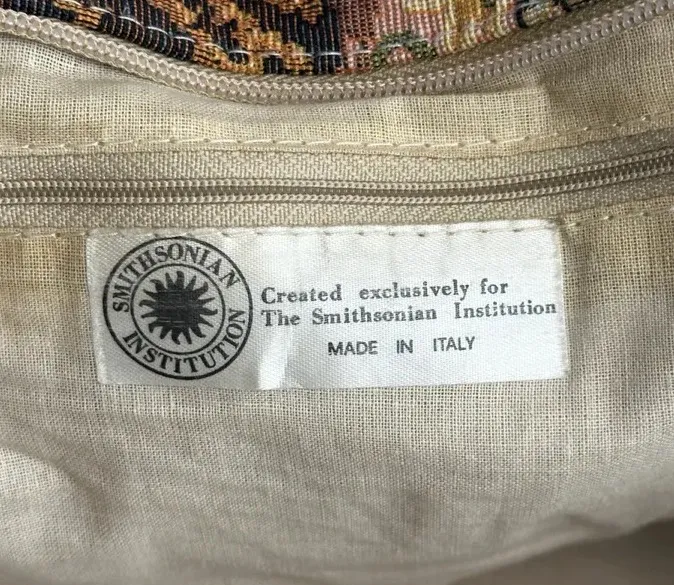 SMITHSONIAN
INSTITUTION
Created exclusively for
The Smithsonian Institution
MADE IN ITALY